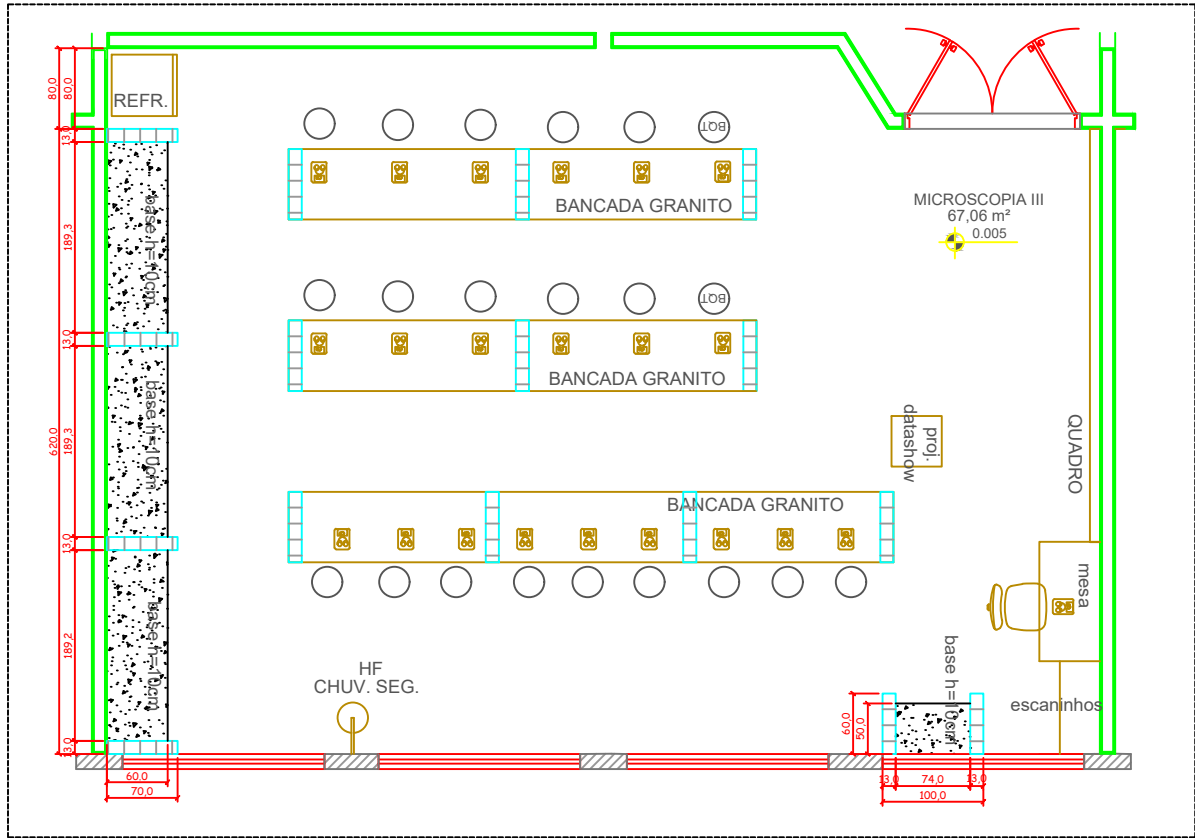 80,0
80,0
REFR.
13,0
BQT
BANCADA GRANITO
MICROSCOPIA III
67,06 m²
0.005
189,3
base h=10cm
BQT
13,0
BANCADA GRANITO
620,0
189,3
base h=10cm
proj.
datashow
QUADRO
BANCADA GRANITO
13,0
mesa
189,2
base h=10cm
HF
CHUV. SEG.
base h=10cm
escaninhos
60,0
50,0
13,0
60,0
70,0
13,0
74,0
13,0
100,0